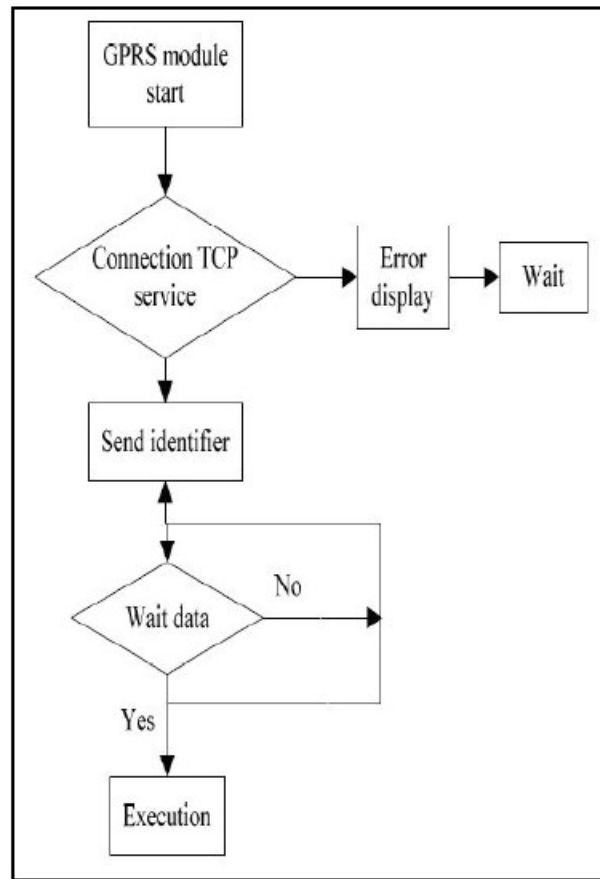 GPRS module
start
Connection TCP
service
Error
display
Wait
Send identifier
Wait data
No
Yes
Execution